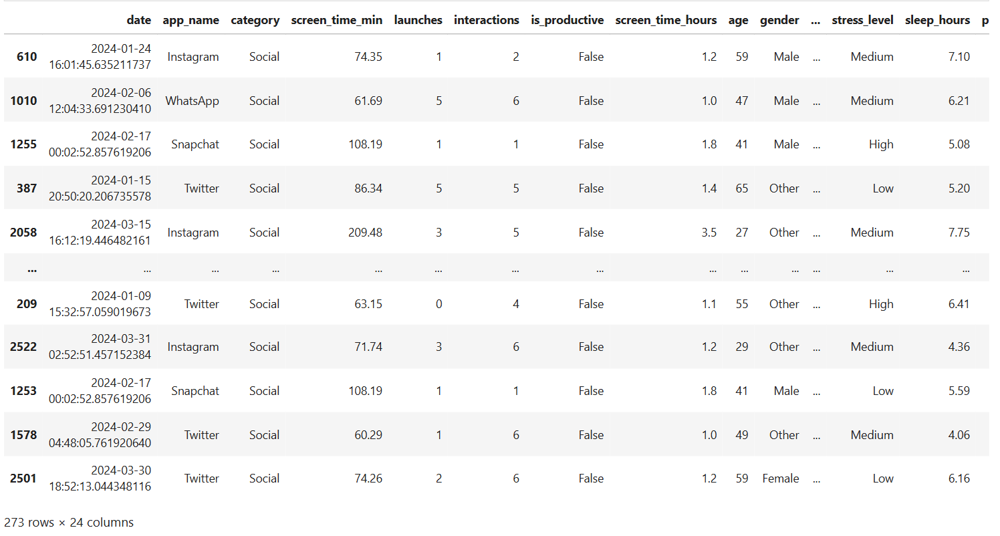 date app_name category screen_time_min launches interactions is_productive screen_time_hours age gender ... stress_level sleep_hours p
610 2024-01-24 16:01:45.635211737 Instagram Social 74.35 1 2 False 1.2 59 Male ... Medium 7.10
1010 2024-02-06 12:04:33.691230410 WhatsApp Social 61.69 5 6 False 1.0 47 Male ... Medium 6.21
1255 2024-02-17 00:02:52.857619206 Snapchat Social 108.19 1 1 False 1.8 41 Male ... High 5.08
387 2024-01-15 20:50:20.206735578 Twitter Social 86.34 5 5 False 1.4 65 Other ... Low 5.20
2058 2024-03-15 16:12:19.446482161 Instagram Social 209.48 3 5 False 3.5 27 Other ... Medium 7.75
... ... ... ... ... ... ... ... ... ... ... ... ... ...
209 2024-01-09 15:32:57.059019673 Twitter Social 63.15 0 4 False 1.1 55 Other ... High 6.41
2522 2024-03-31 02:52:51.457152384 Instagram Social 71.74 3 6 False 1.2 29 Other ... Medium 4.36
1253 2024-02-17 00:02:52.857619206 Snapchat Social 108.19 1 1 False 1.8 41 Male ... Low 5.59
1578 2024-02-29 04:48:05.761920640 Twitter Social 60.29 1 6 False 1.0 49 Other ... Medium 4.06
2501 2024-03-30 18:52:13.044348116 Twitter Social 74.26 2 6 False 1.2 59 Female ... Low 6.16
273 rows × 24 columns